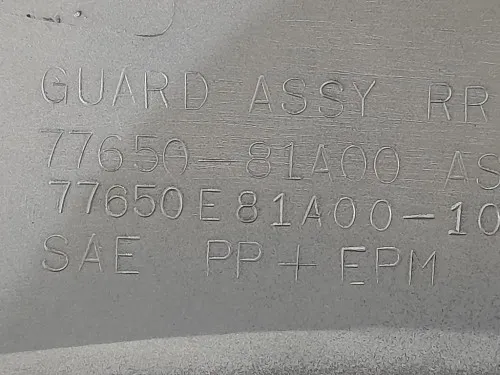 GUARD ASSY RR
77650-81A00 AS
77650E81A00-10
SAE PP+EPM